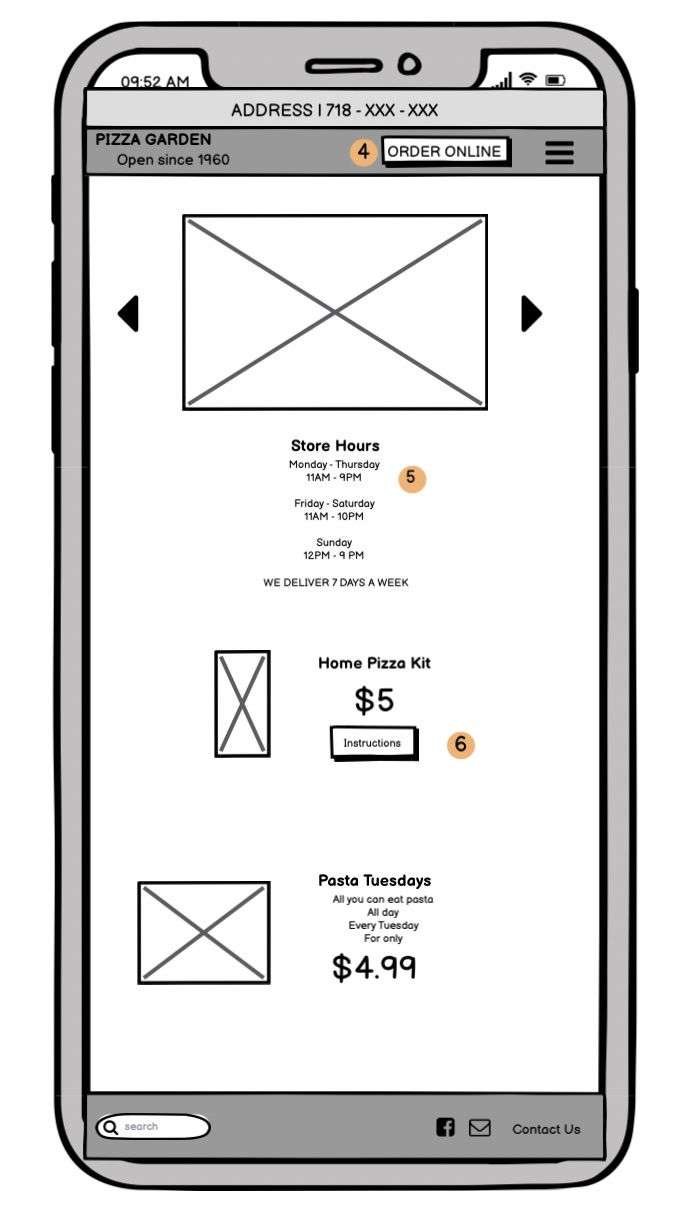 09:52 AM
ADDRESS | 718 - XXX - XXX
PIZZA GARDEN
Open since 1960
4
ORDER ONLINE
Store Hours
Monday - Thursday
11AM - 9PM
5
Friday - Saturday
11AM - 10PM
Sunday
12PM - 9 PM
WE DELIVER 7 DAYS A WEEK
Home Pizza Kit
$5
Instructions
6
Pasta Tuesdays
All you can eat pasta
All day
Every Tuesday
For only
$4.99
search
Contact Us